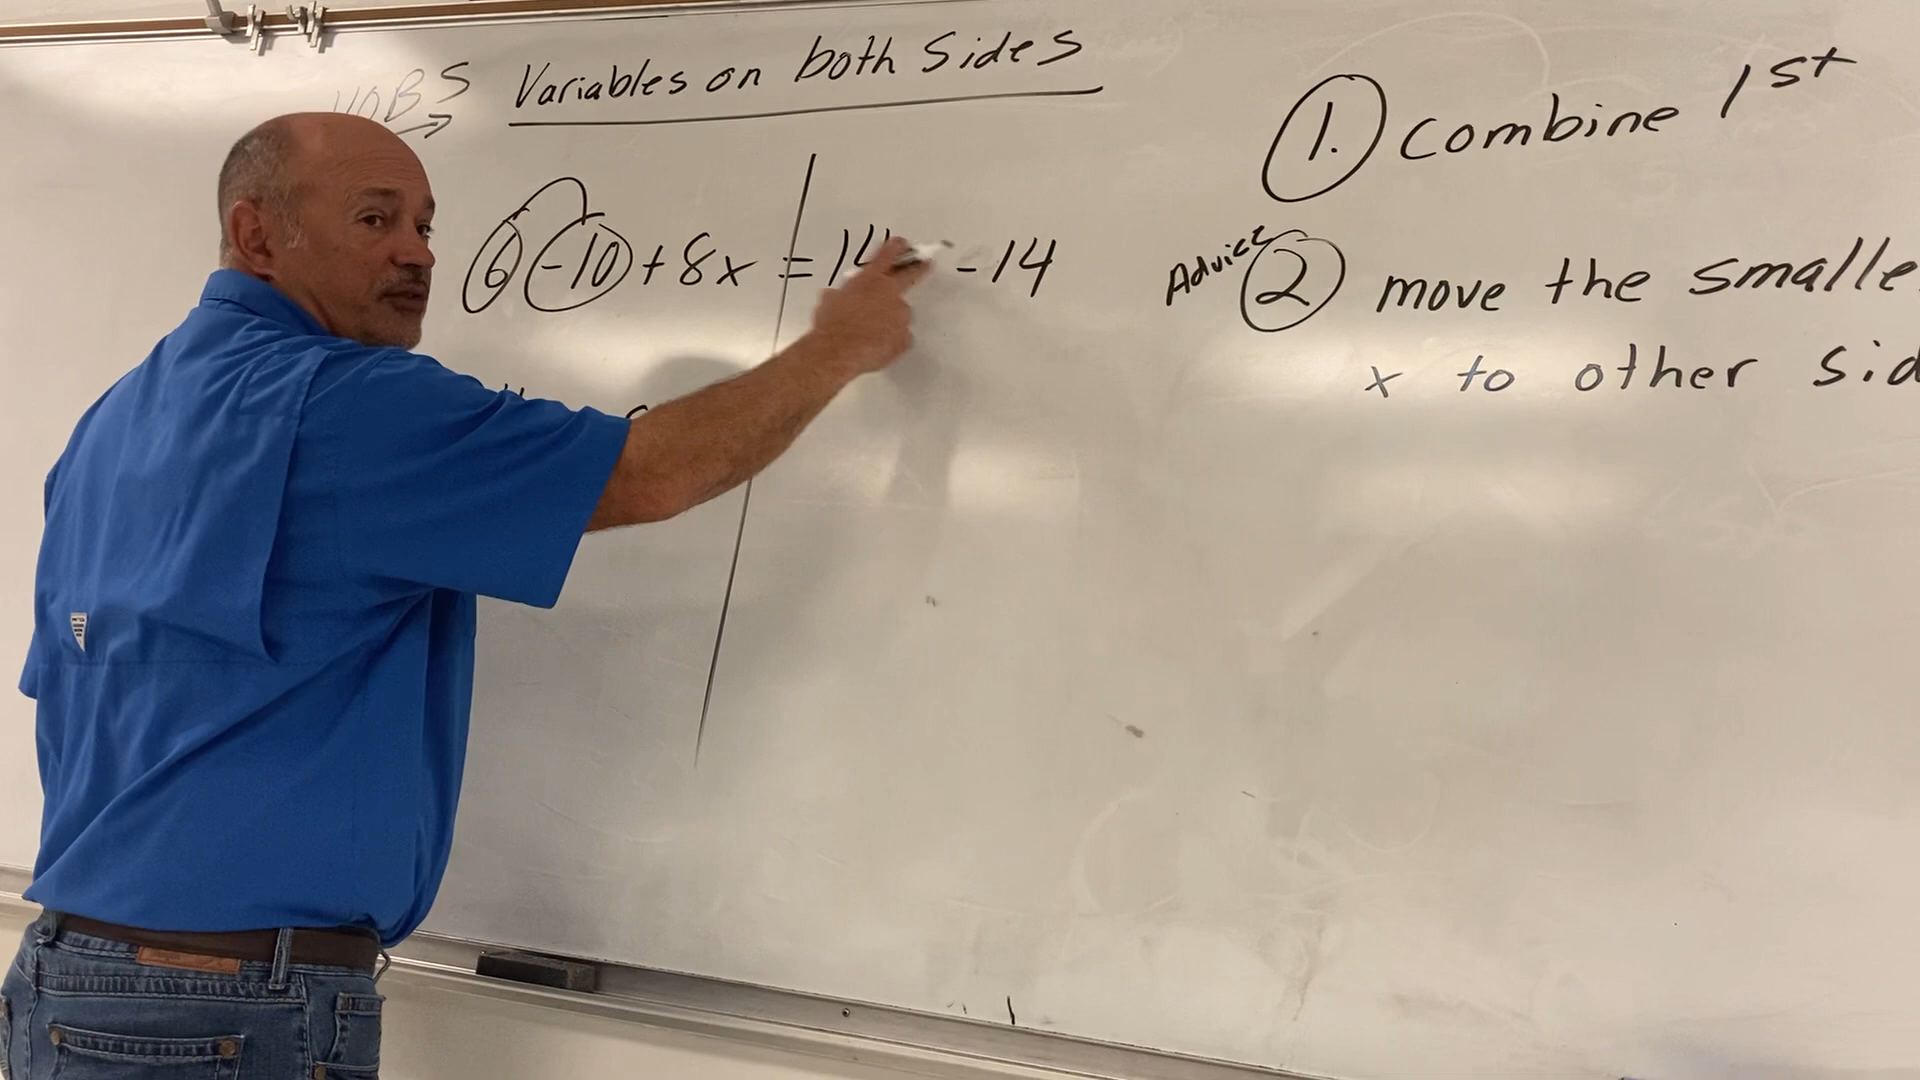 VOBS Variables on both Sides
6 -10 + 8x = 14 -14
1. Combine 1st
Advice 2 move the smalle
x to other sid